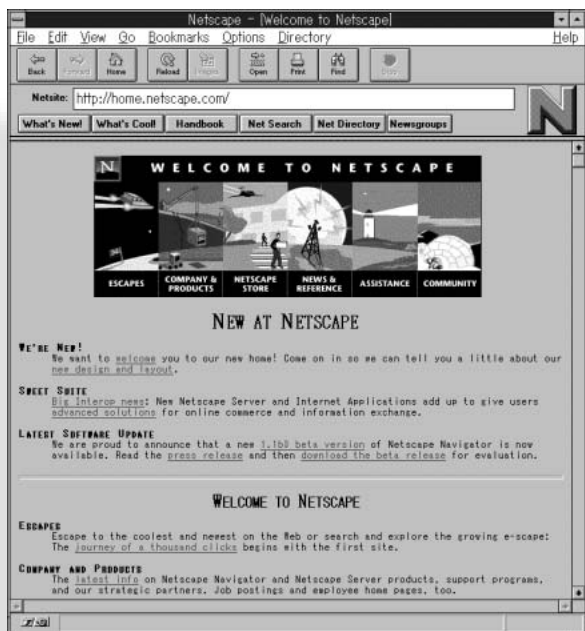 Netscape - [Welcome to Netscape]
File Edit View Go Bookmarks Options Directory Help
Back Forward Home Reload Images Open Print Find Stop
Netsite: http://home.netscape.com/
N
What's New! What's Cool! Handbook Net Search Net Directory Newsgroups
N WELCOME TO NETSCAPE
ESCAPES COMPANY & PRODUCTS NETSCAPE STORE NEWS & REFERENCE ASSISTANCE COMMUNITY
NEW AT NETSCAPE
WE'RE NEW!
We want to welcome you to our new home! Come on in so we can tell you a little about our
new design and layout.
SWEET SUITE
Big Interop news: New Netscape Server and Internet Applications add up to give users
advanced solutions for online commerce and information exchange.
LATEST SOFTWARE UPDATE
We are proud to announce that a new 1.1b3 beta version of Netscape Navigator is now
available. Read the press release and then download the beta release for evaluation.
WELCOME TO NETSCAPE
ESCAPES
Escape to the coolest and newest on the Web or search and explore the growing e-scape:
The journey of a thousand clicks begins with the first site.
COMPANY AND PRODUCTS
The latest info on Netscape Navigator and Netscape Server products, support programs,
and our strategic partners. Job postings and employee home pages, too.